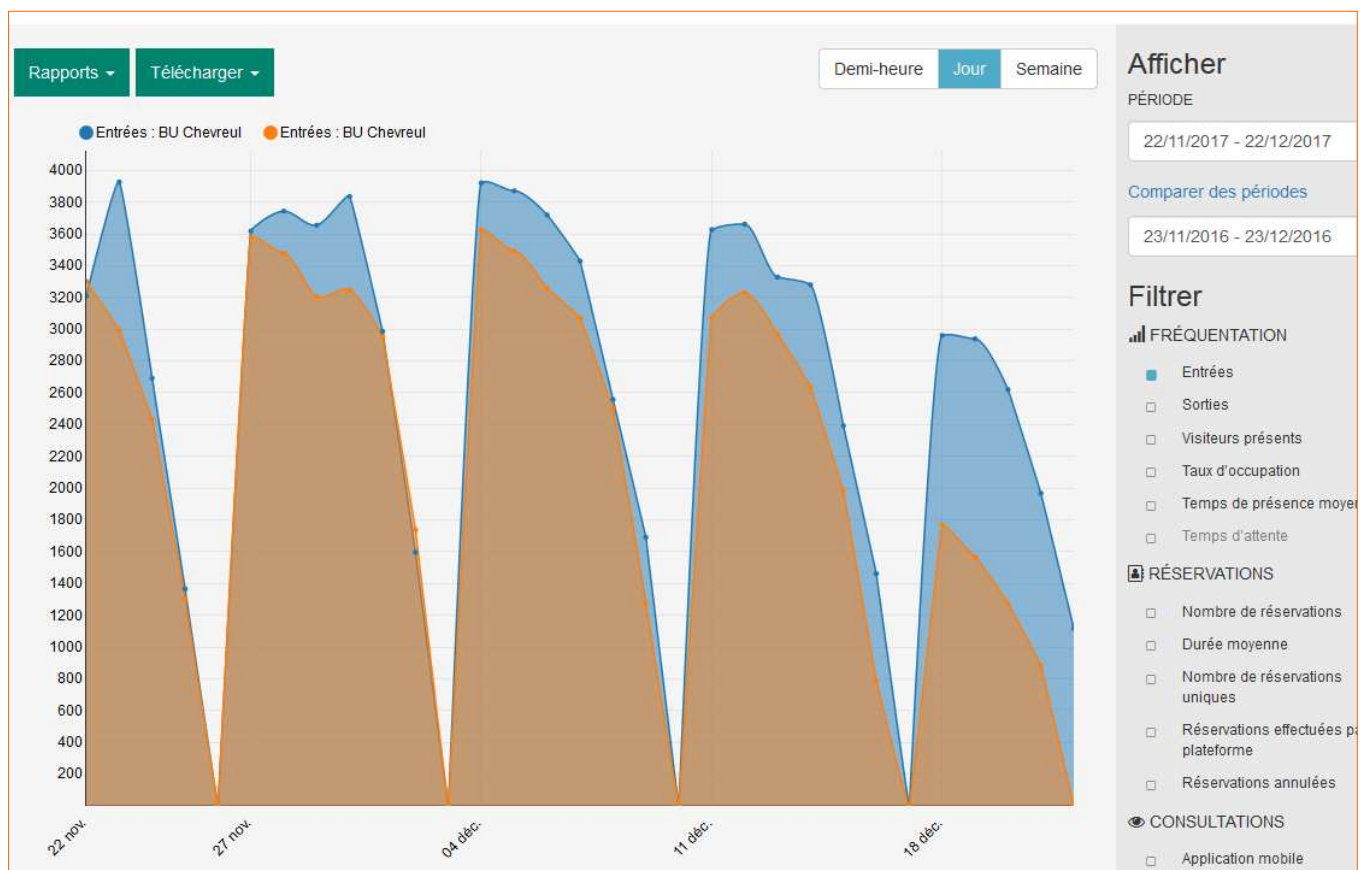 Rapports
Télécharger
Demi-heure Jour Semaine
Entrées : BU Chevreul Entrées : BU Chevreul
4000
3800
3600
3400
3200
3000
2800
2600
2400
2200
2000
1800
1600
1400
1200
1000
800
600
400
200
22 nov.
27 nov.
04 déc.
11 déc.
18 déc.
Afficher
PÉRIODE
22/11/2017 - 22/12/2017
Comparer des périodes
23/11/2016 - 23/12/2016
Filtrer
FRÉQUENTATION
Entrées
Sorties
Visiteurs présents
Taux d'occupation
Temps de présence moyen
Temps d'attente
RÉSERVATIONS
Nombre de réservations
Durée moyenne
Nombre de réservations
uniques
Réservations effectuées pa
plateforme
Réservations annulées
CONSULTATIONS
Application mobile